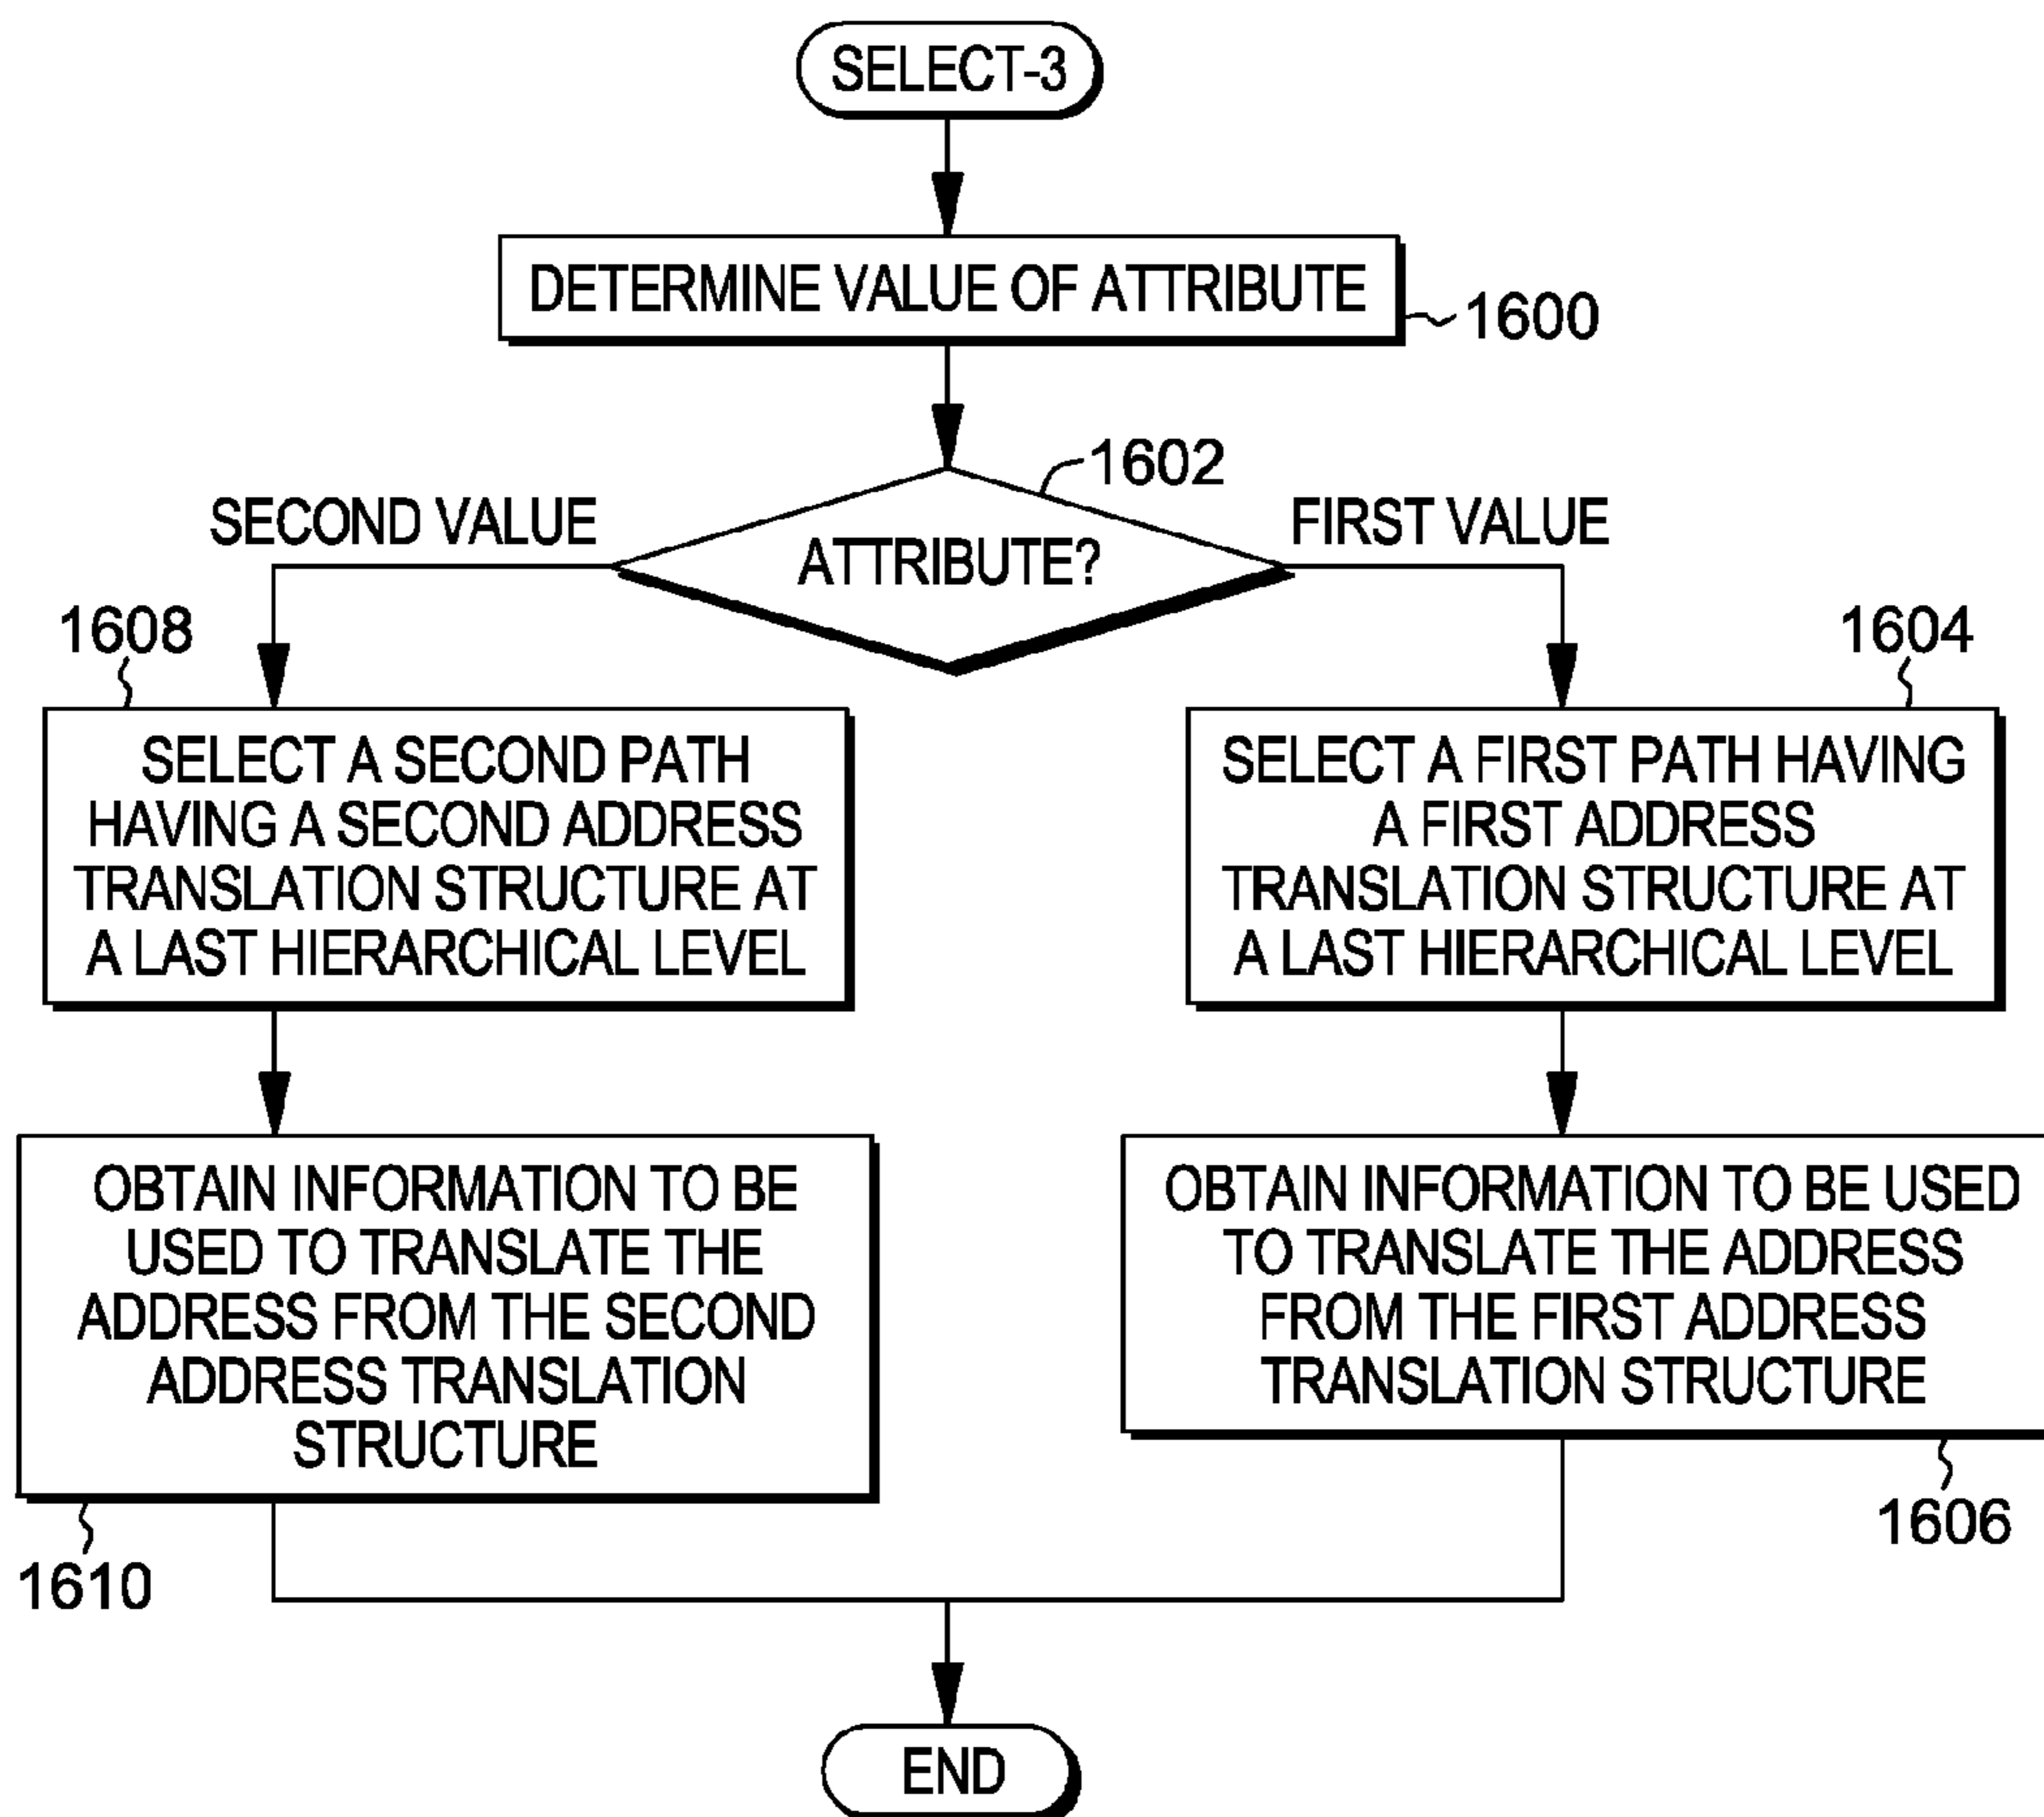 SELECT-3
DETERMINE VALUE OF ATTRIBUTE
1600
1602
SECOND VALUE
ATTRIBUTE?
FIRST VALUE
1608
SELECT A SECOND PATH
HAVING A SECOND ADDRESS
TRANSLATION STRUCTURE AT
A LAST HIERARCHICAL LEVEL
1604
SELECT A FIRST PATH HAVING
A FIRST ADDRESS
TRANSLATION STRUCTURE AT
A LAST HIERARCHICAL LEVEL
OBTAIN INFORMATION TO BE
USED TO TRANSLATE THE
ADDRESS FROM THE SECOND
ADDRESS TRANSLATION
STRUCTURE
1610
OBTAIN INFORMATION TO BE USED
TO TRANSLATE THE ADDRESS
FROM THE FIRST ADDRESS
TRANSLATION STRUCTURE
1606
END